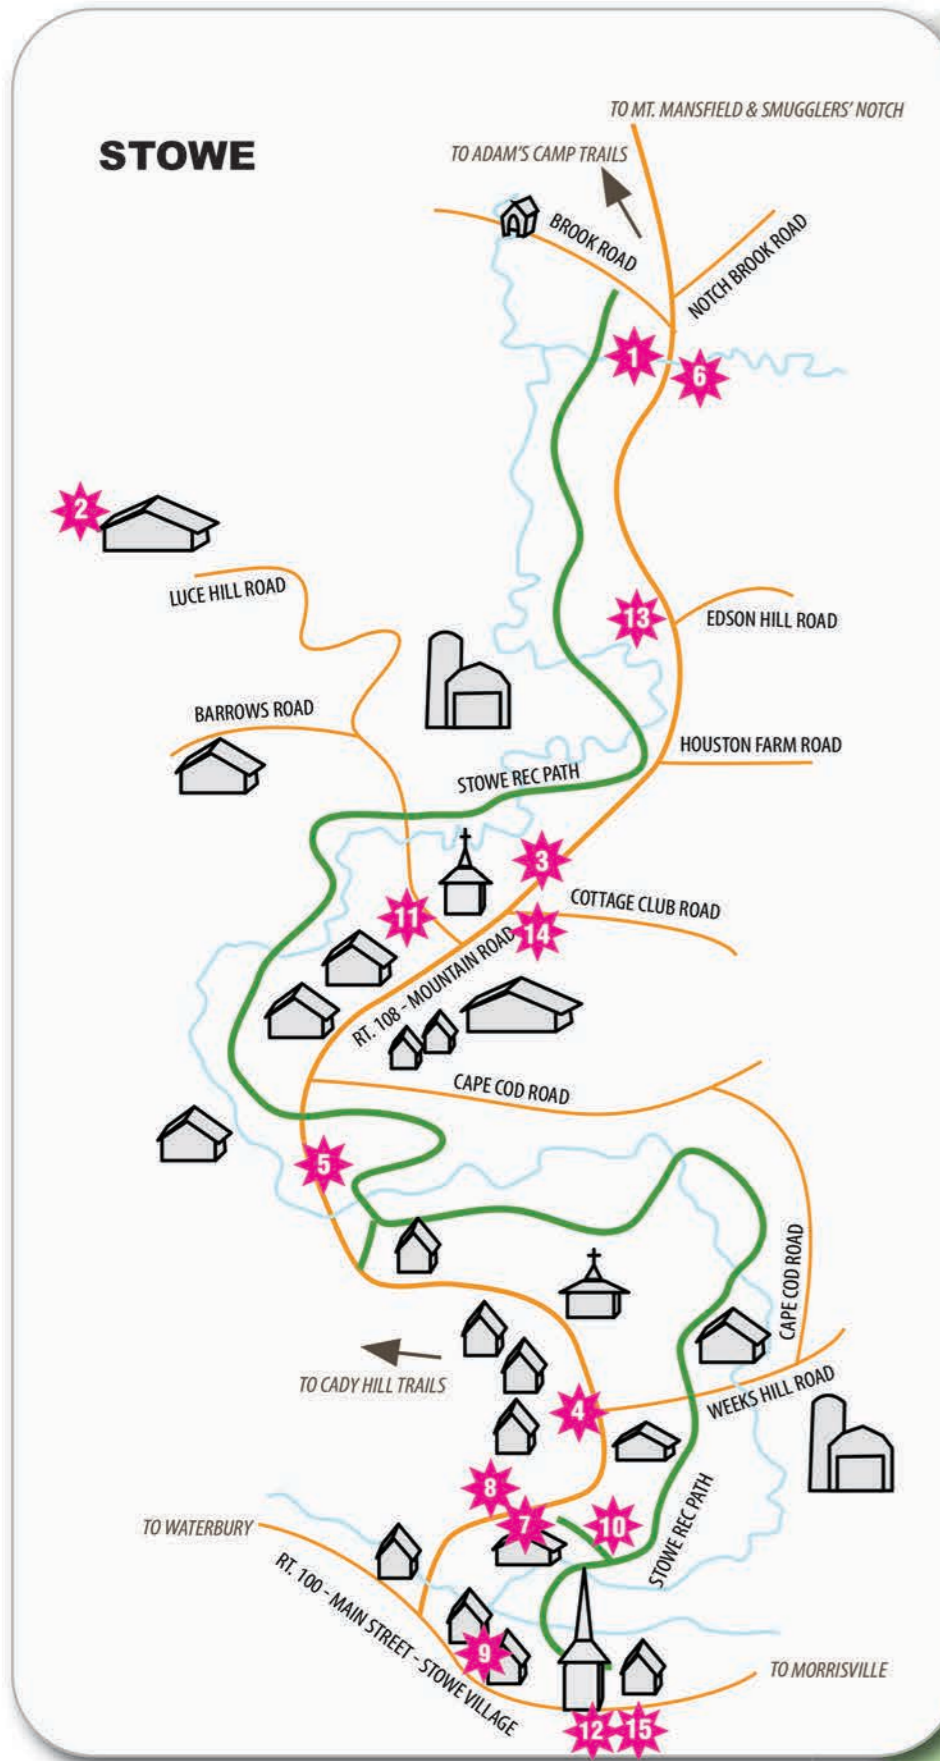 TO MT. MANSFIELD & SMUGGLERS' NOTCH
STOWE
TO ADAM'S CAMP TRAILS
BROOK ROAD
NOTCH BROOK ROAD
1
6
2
LUCE HILL ROAD
13
EDSON HILL ROAD
BARROWS ROAD
HOUSTON FARM ROAD
STOWE REC PATH
3
COTTAGE CLUB ROAD
11
14
RT. 108 - MOUNTAIN ROAD
CAPE COD ROAD
5
CAPE COD ROAD
TO CADY HILL TRAILS
4
WEEKS HILL ROAD
8
7
10
STOWE REC PATH
TO WATERBURY
RT. 100 - MAIN STREET - STOWE VILLAGE
9
TO MORRISVILLE
12
15